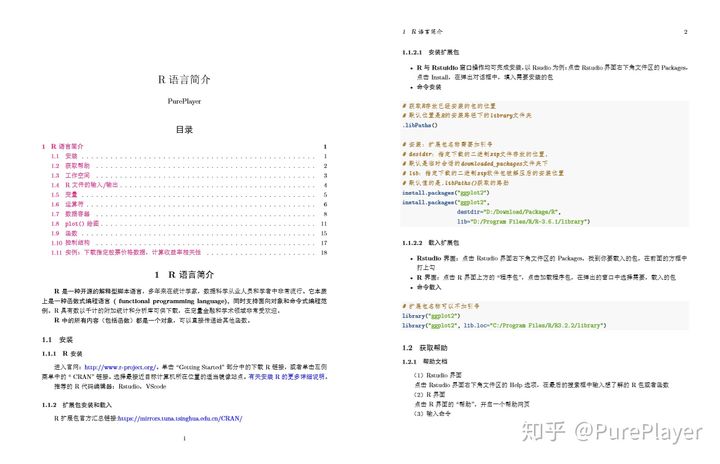 R 语言简介
PurePlayer
目录
1 R 语言简介 1
1.1 安装 . . . . . . . . . . 1
1.2 获取帮助 . . . . . . . . . . 2
1.3 工作空间 . . . . . . . . . . 3
1.4 R 文件的输入/输出 . . . . . . . . . . 4
1.5 变量 . . . . . . . . . . 5
1.6 运算符 . . . . . . . . . . 6
1.7 数据容器 . . . . . . . . . . 8
1.8 plot() 绘图 . . . . . . . . . . 11
1.9 函数 . . . . . . . . . . 15
1.10 控制结构 . . . . . . . . . . 17
1.11 实例：下载指定股票价格数据，计算收益率相关性 . . . . . . . . . . 18
1 R 语言简介
R 是一种开源的解释型脚本语言，多年来在统计学家，数据科学从业人员和学者中非常流行。它本质
上是一种函数式编程语言 ( functional programming language)，同时支持面向对象和命令式编程范
例。R 具有数以千计的附加统计和分析库可供下载，在定量金融和学术领域非常受欢迎。
R 中的所有内容（包括函数）都是一个对象，可以直接传送给其他函数。
1.1 安装
1.1.1 R 安装
进入官网：http://www.r-project.org/，单击 “Getting Started” 部分中的下载 R 链接，或者单击左侧
菜单中的 “ CRAN” 链接。选择最接近目标计算机所在位置的适当镜像站点。有关安装 R 的更多详细说明。
推荐的 R 代码编辑器：Rstudio、VScode
1.1.2 扩展包安装和载入
R 扩展包官方汇总链接:https://mirrors.tuna.tsinghua.edu.cn/CRAN/
1
1 R 语言简介 2
1.1.2.1 安装扩展包
• R 与 Rstuidio 窗口操作均可完成安装，以 Rsudio 为例：点击 Rstudio 界面右下角文件区的 Packages，
点击 Install，在弹出对话框中，填入需要安装的包
• 命令安装
# 获取R存放已经安装的包的位置
# 默认位置是R的安装路径下的library文件夹
.libPaths()
# 安装：扩展包名称需要加引号
# destdir：指定下载的二进制zip文件存放的位置，
# 默认是临时会话的downloaded_packages文件夹下
# lib：指定下载的二进制zip软件包被解压后的安装位置
# 默认值的是.libPaths()获取的路劲
install.packages("ggplot2")
install.packages("ggplot2",
destdir="D:/Download/Package/R",
lib="D:/Program Files/R/R-3.6.1/library")
1.1.2.2 载入扩展包
• Rstudio 界面：点击 Rstudio 界面右下角文件区的 Packages，找到你要载入的包，在前面的方框中
打上勾
• R 界面：点击 R 界面上方的 “程序包”，点击加载程序包，在弹出的窗口中选择需要，载入的包
• 命令载入
# 扩展包名称可以不加引号
library("ggplot2")
library("ggplot2", lib.loc="C:/Program Files/R/R3.2.2/library")
1.2 获取帮助
1.2.1 帮助文档
（1）Rstudio 界面
点击 Rstudio 界面右下角文件区的 Help 选项，在最后的搜索框中输入想了解的 R 包或者函数
（2）R 界面
点击 R 界面的 “帮助”，开启一个帮助网页
（3）输入命令
知乎 @PurePlayer